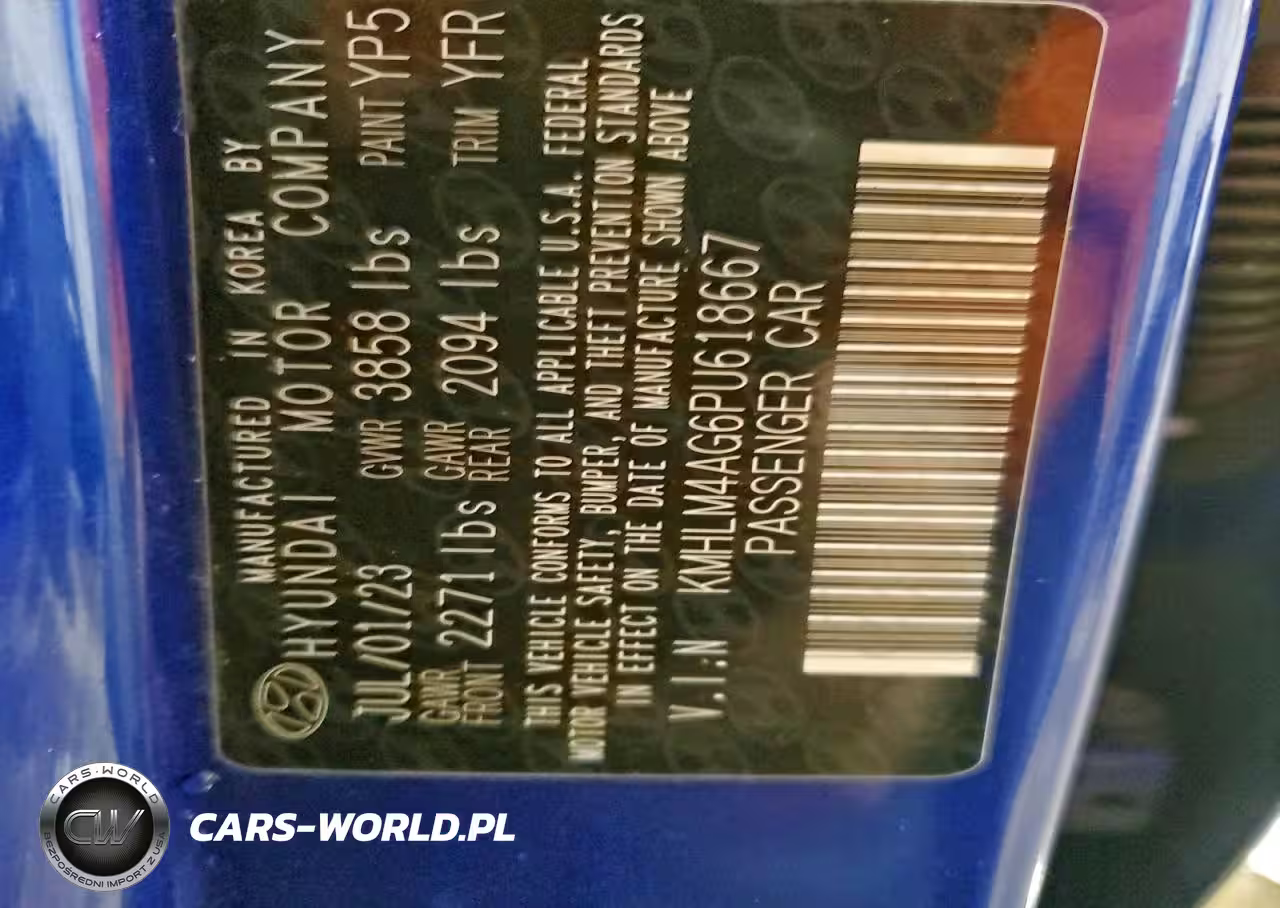 MANUFACTURED IN KOREA BY
HYUNDAI MOTOR COMPANY
JUL/01/23 GVWR 3858 lbs PAINT YP5
GAWR FRONT 2271 lbs GAWR REAR 2094 lbs TRIM YFR
THIS VEHICLE CONFORMS TO ALL APPLICABLE U.S.A. FEDERAL
MOTOR VEHICLE SAFETY, BUMPER, AND THEFT PREVENTION STANDARDS
IN EFFECT ON THE DATE OF MANUFACTURE SHOWN ABOVE
V.I.N KMHLM4AG6PU618667
PASSENGER CAR
CARS-WORLD
CW
BEZPOŚREDNI IMPORT Z USA
CARS-WORLD.PL